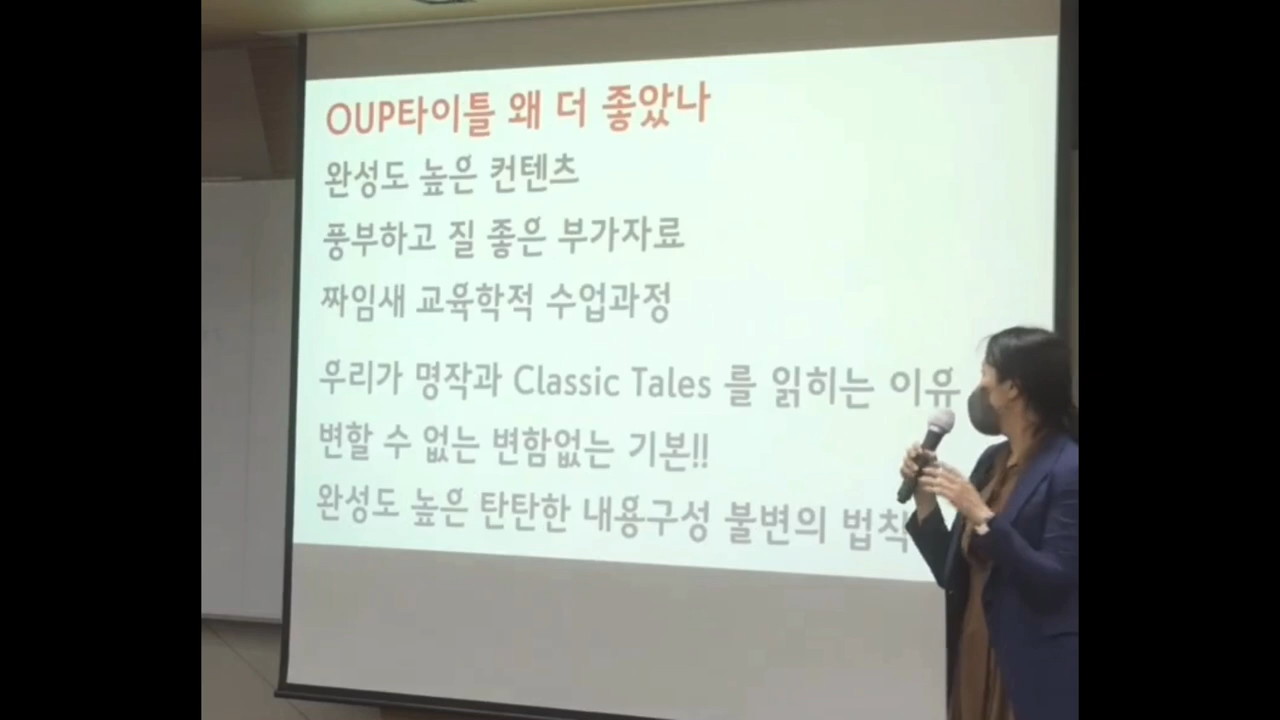 OUP타이틀 왜 더 좋았나
완성도 높은 컨텐츠
풍부하고 질 좋은 부가자료
짜임새 교육학적 수업과정
우리가 명작과 Classic Tales 를 읽히는 이유
변할 수 없는 변함없는 기본!!
완성도 높은 탄탄한 내용구성 불변의 법칙